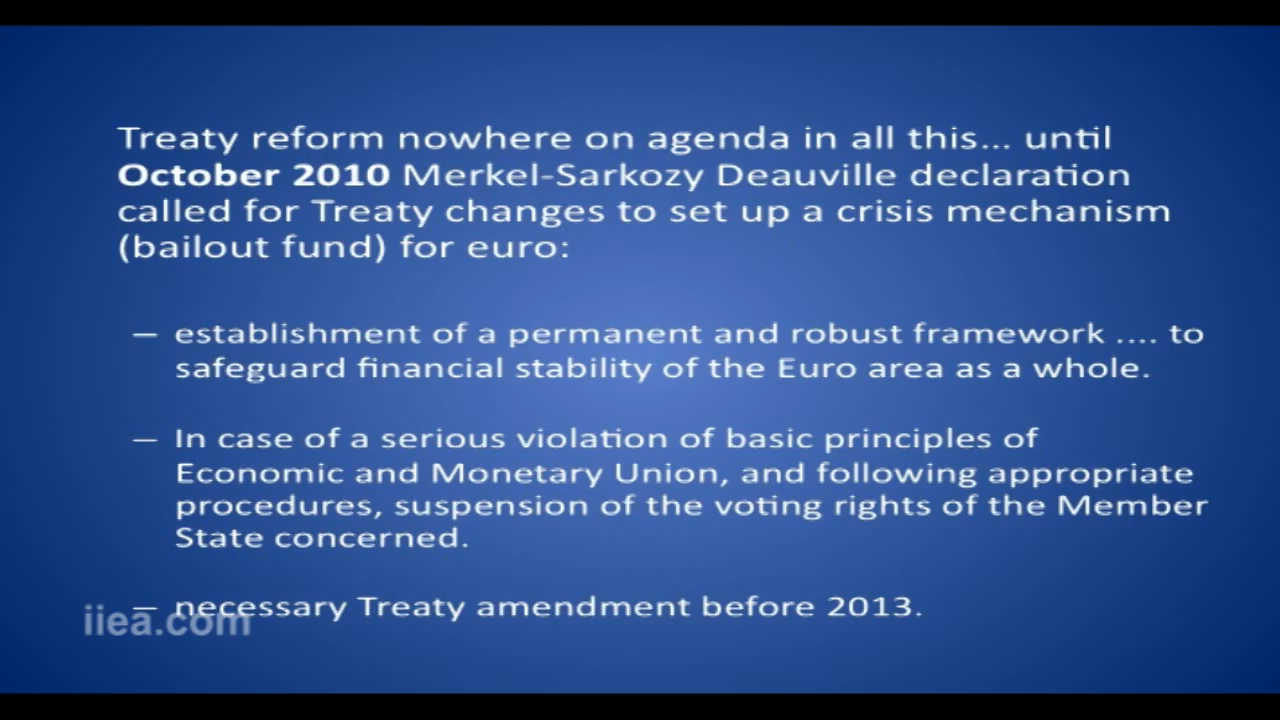 Treaty reform nowhere on agenda in all this... until
October 2010 Merkel-Sarkozy Deauville declaration
called for Treaty changes to set up a crisis mechanism
(bailout fund) for euro:
– establishment of a permanent and robust framework .... to
safeguard financial stability of the Euro area as a whole.
– In case of a serious violation of basic principles of
Economic and Monetary Union, and following appropriate
procedures, suspension of the voting rights of the Member
State concerned.
– necessary Treaty amendment before 2013.
iiea.com